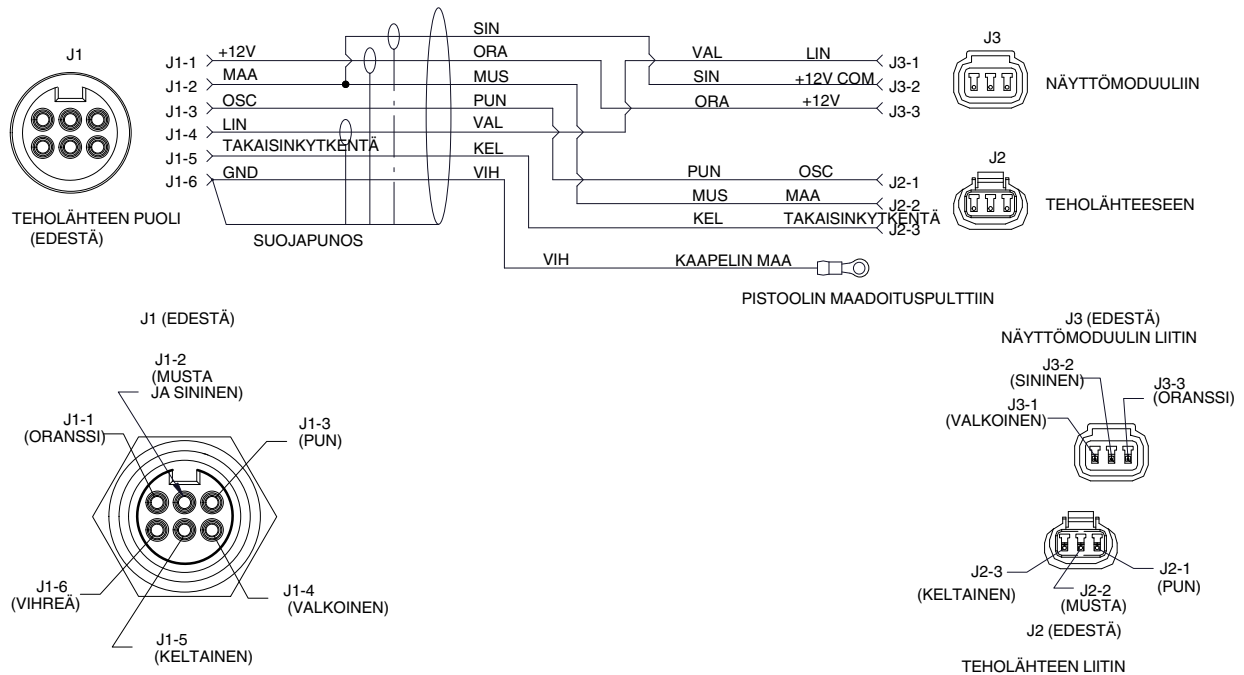 J1
TEHOLÄHTEEN PUOLI
(EDESTÄ)
J1-1 +12V SIN
J1-2 MAA ORA
J1-3 OSC MUS
J1-4 LIN PUN
J1-5 TAKAISINKYTKENTÄ VAL
J1-6 GND KEL
VIH
SUOJAPUNOS
VAL LIN J3-1
SIN +12V COM J3-2
ORA +12V J3-3
J3
NÄYTTÖMODUULIIN
PUN OSC J2-1
MUS MAA J2-2
KEL TAKAISINKYTKENTÄ J2-3
J2
TEHOLÄHTEESEEN
VIH KAAPELIN MAA
PISTOOLIN MAADOITUSPULTTIIN
J1 (EDESTÄ)
J1-2
(MUSTA
JA SININEN)
J1-1
(ORANSSI)
J1-3
(PUN)
J1-6
(VIHREÄ)
J1-4
(VALKOINEN)
J1-5
(KELTAINEN)
J3 (EDESTÄ)
NÄYTTÖMODUULIN LIITIN
J3-2
(SININEN)
J3-3
(ORANSSI)
J3-1
(VALKOINEN)
J2-3
(KELTAINEN)
J2-2
(MUSTA)
J2-1
(PUN)
J2 (EDESTÄ)
TEHOLÄHTEEN LIITIN